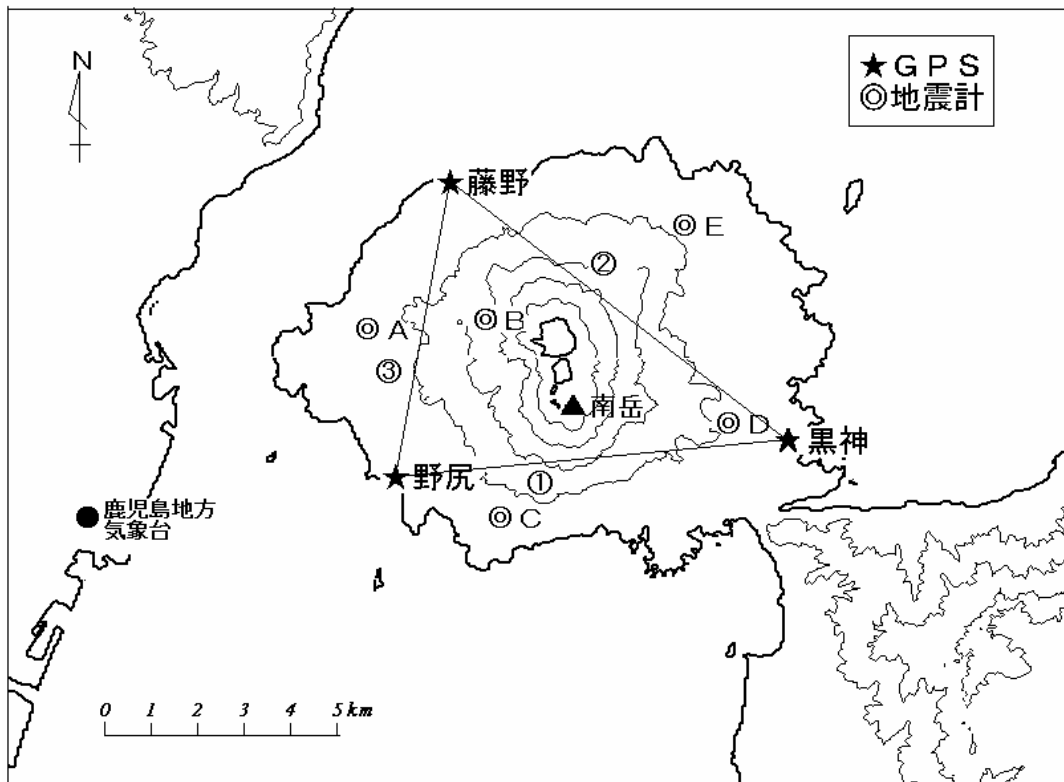 N
★GPS
◎地震計
★藤野
◎E
②
◎A
◎B
③
▲南岳
◎D
★黒神
★野尻
①
◎C
●鹿児島地方
気象台
0 1 2 3 4 5km